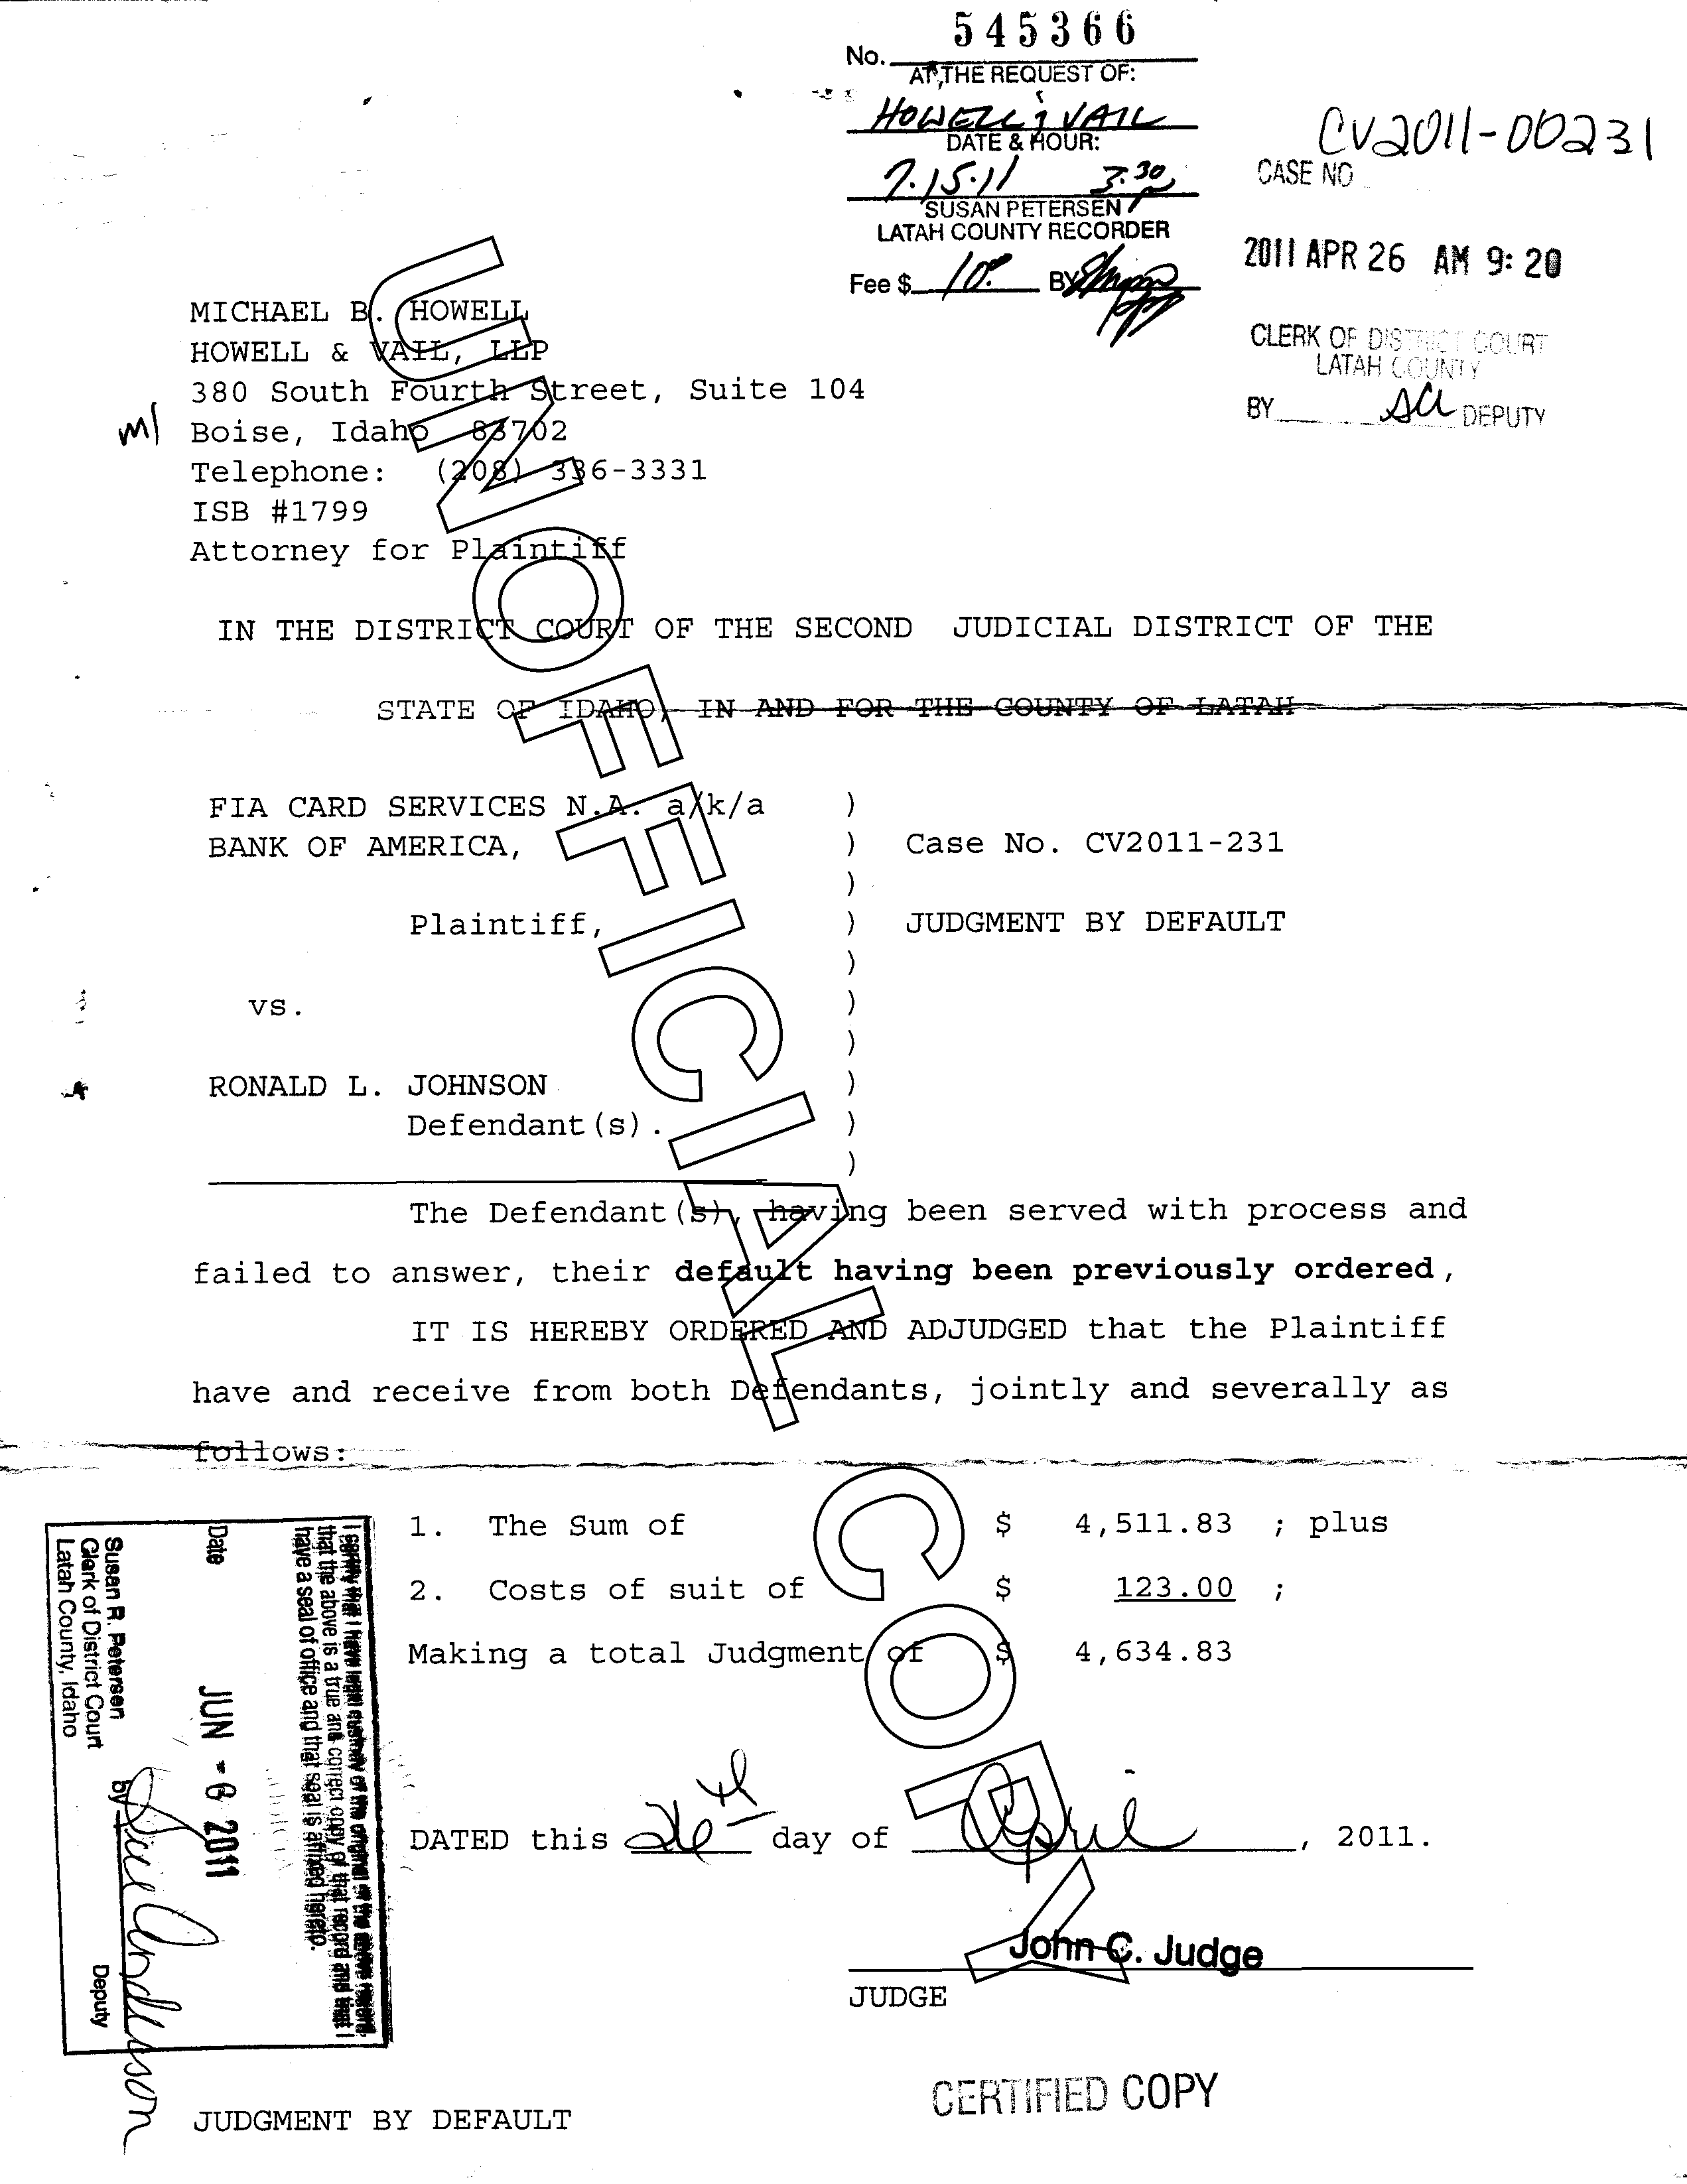 No. 545366
AT THE REQUEST OF:
HOWELL & VAIL
DATE & HOUR:
7.15.11 3:30
SUSAN PETERSEN
LATAH COUNTY RECORDER
Fee $ 10.00 BY
CV2011-00231
CASE NO
2011 APR 26 AM 9:20
CLERK OF DISTRICT COURT
LATAH COUNTY
BY DEPUTY
MICHAEL B. HOWELL
HOWELL & VAIL, LLP
380 South Fourth Street, Suite 104
Boise, Idaho 83702
Telephone: (208) 336-3331
ISB #1799
Attorney for Plaintiff
IN THE DISTRICT COURT OF THE SECOND JUDICIAL DISTRICT OF THE
STATE OF IDAHO, IN AND FOR THE COUNTY OF LATAH
FIA CARD SERVICES N.A. a/k/a )
BANK OF AMERICA, ) Case No. CV2011-231
)
Plaintiff, ) JUDGMENT BY DEFAULT
)
vs. )
)
RONALD L. JOHNSON )
Defendant(s). )
)
The Defendant(s), having been served with process and
failed to answer, their default having been previously ordered,
IT IS HEREBY ORDERED AND ADJUDGED that the Plaintiff
have and receive from both Defendants, jointly and severally as
follows:
1. The Sum of $ 4,511.83 ; plus
2. Costs of suit of $ 123.00 ;
Making a total Judgment of $ 4,634.83
DATED this 26th day of April, 2011.
John C. Judge
JUDGE
CERTIFIED COPY
JUDGMENT BY DEFAULT
I certify that I have legal custody of the original of the above record,
that the above is a true and correct copy of that record and that I
have a seal of office and that seal is affixed hereto.
Date JUN -6 2011
Susan R. Petersen
Clerk of District Court
Latah County, Idaho
by Sue Anderson Deputy
UNOFFICIAL COPY